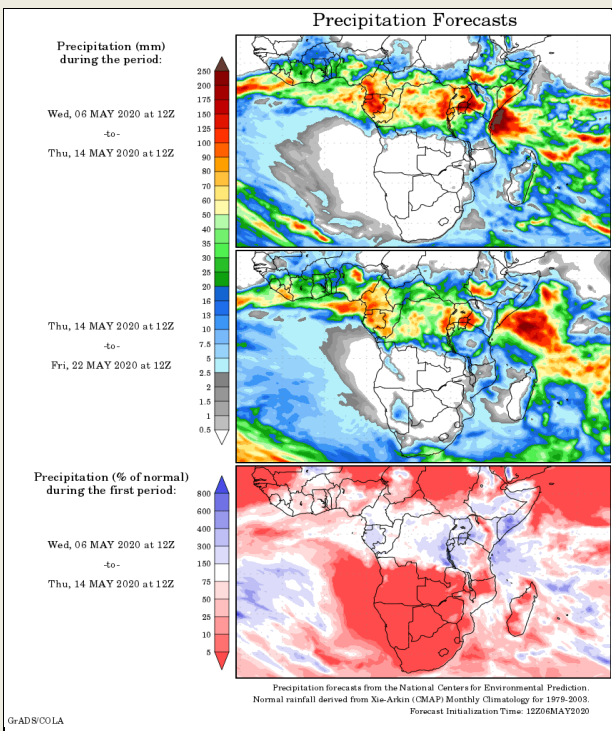 Precipitation Forecasts
Precipitation (mm)
during the period:
Wed, 06 MAY 2020 at 12Z
-to-
Thu, 14 MAY 2020 at 12Z
250
200
175
150
125
100
90
80
70
60
50
40
35
30
25
20
16
13
10
7.5
5
2.5
2
1.5
1
0.5
Thu, 14 MAY 2020 at 12Z
-to-
Fri, 22 MAY 2020 at 12Z
Precipitation (% of normal)
during the first period:
Wed, 06 MAY 2020 at 12Z
-to-
Thu, 14 MAY 2020 at 12Z
800
600
400
300
150
75
50
25
10
5
Precipitation forecasts from the National Centers for Environmental Prediction.
Normal rainfall derived from Xie-Arkin (CMAP) Monthly Climatology for 1979-2003.
Forecast Initialization Time: 12Z06MAY2020
GrADS/COLA